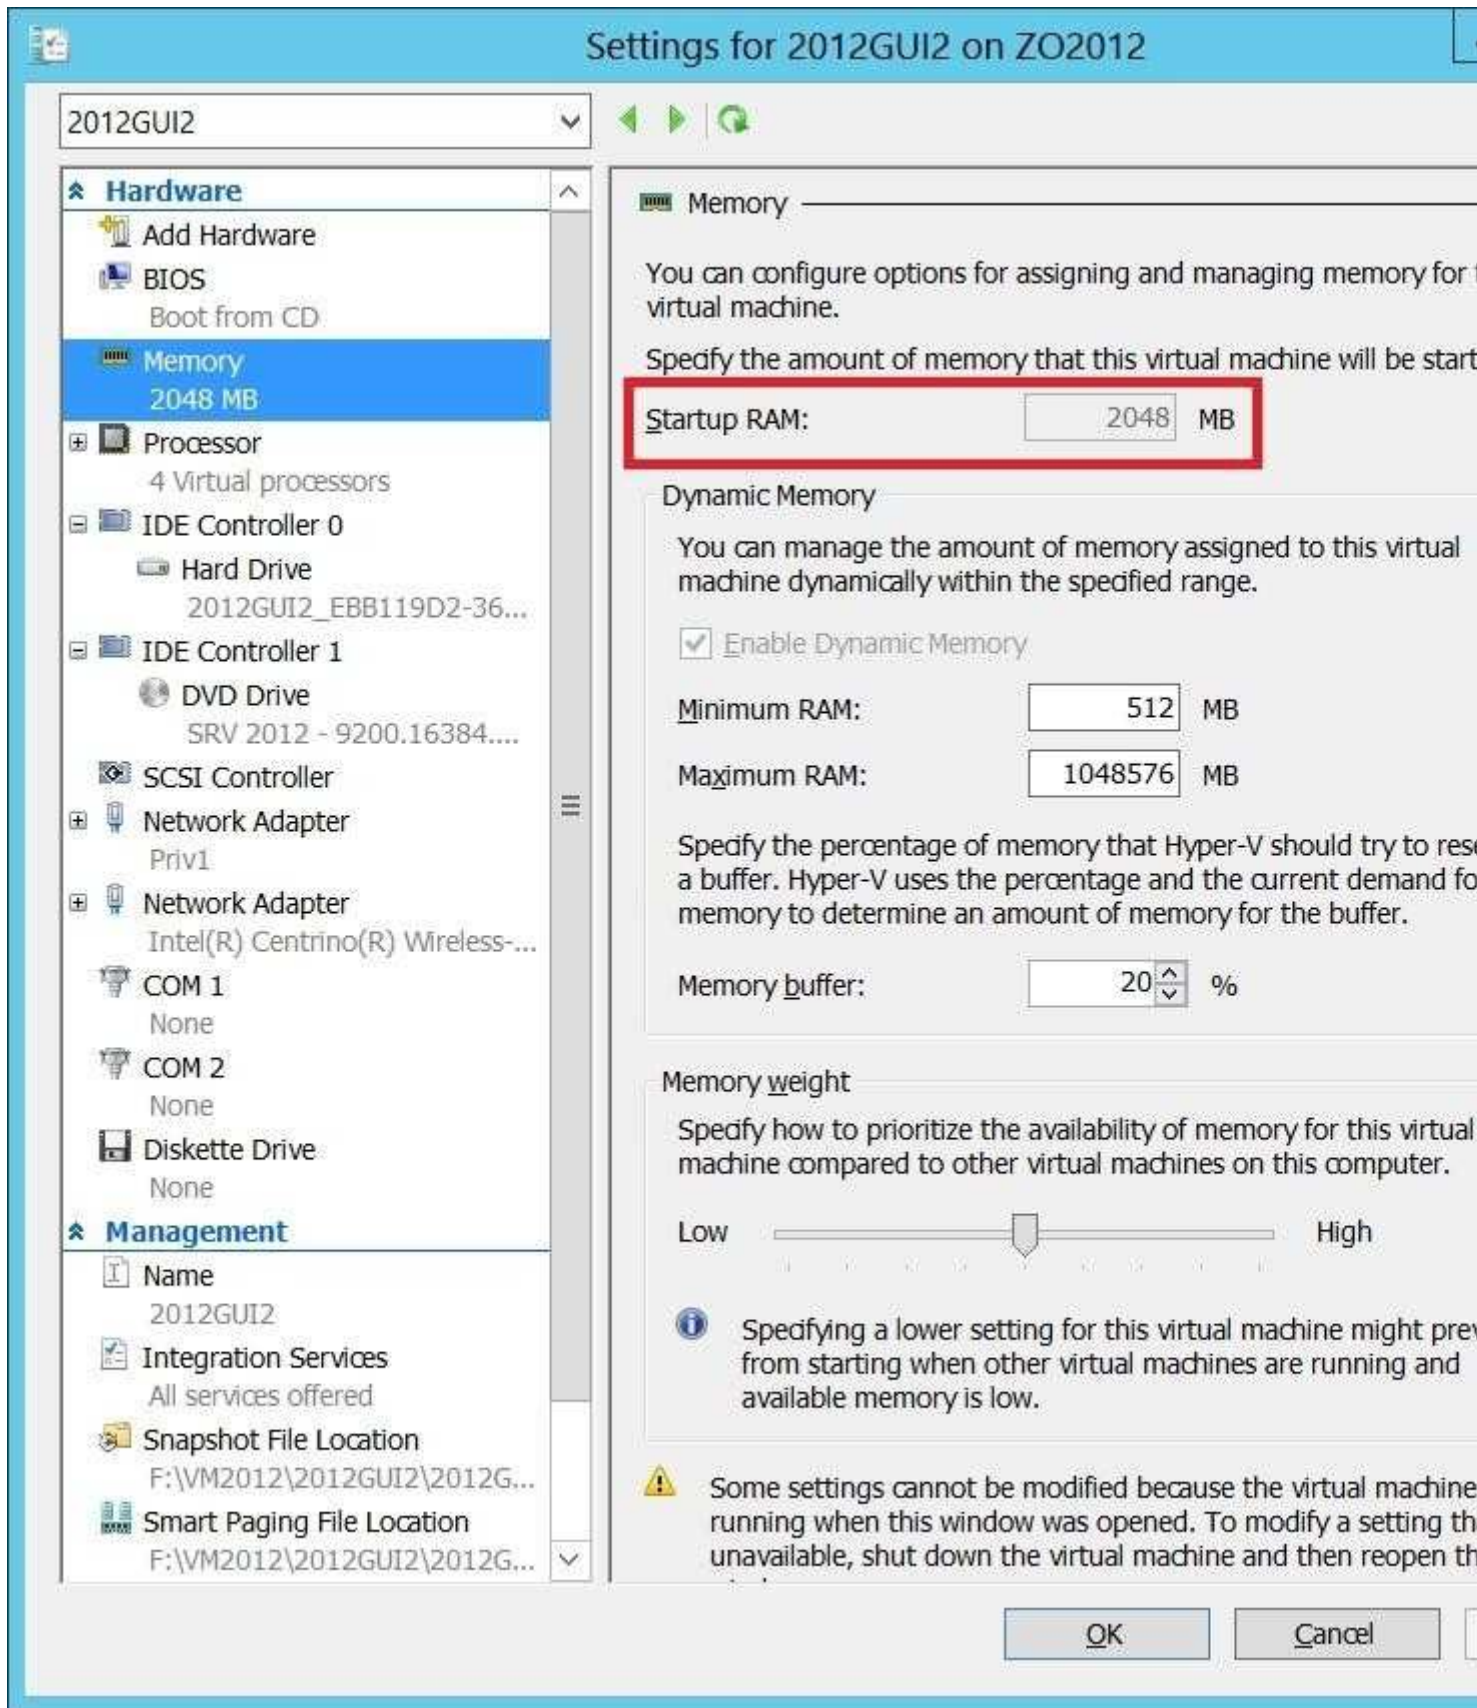 Settings for 2012GUI2 on ZO2012
2012GUI2
Hardware
Add Hardware
BIOS
Boot from CD
Memory
2048 MB
Processor
4 Virtual processors
IDE Controller 0
Hard Drive
2012GUI2_EBB119D2-36...
IDE Controller 1
DVD Drive
SRV 2012 - 9200.16384....
SCSI Controller
Network Adapter
Priv1
Network Adapter
Intel(R) Centrino(R) Wireless-...
COM 1
None
COM 2
None
Diskette Drive
None
Management
Name
2012GUI2
Integration Services
All services offered
Snapshot File Location
F:\VM2012\2012GUI2\2012G...
Smart Paging File Location
F:\VM2012\2012GUI2\2012G...
Memory
You can configure options for assigning and managing memory for
virtual machine.
Specify the amount of memory that this virtual machine will be start
Startup RAM: 2048 MB
Dynamic Memory
You can manage the amount of memory assigned to this virtual
machine dynamically within the specified range.
Enable Dynamic Memory
Minimum RAM: 512 MB
Maximum RAM: 1048576 MB
Specify the percentage of memory that Hyper-V should try to rese
a buffer. Hyper-V uses the percentage and the current demand fo
memory to determine an amount of memory for the buffer.
Memory buffer: 20 %
Memory weight
Specify how to prioritize the availability of memory for this virtual
machine compared to other virtual machines on this computer.
Low High
Specifying a lower setting for this virtual machine might prev
from starting when other virtual machines are running and
available memory is low.
Some settings cannot be modified because the virtual machine
running when this window was opened. To modify a setting th
unavailable, shut down the virtual machine and then reopen th
OK Cancel